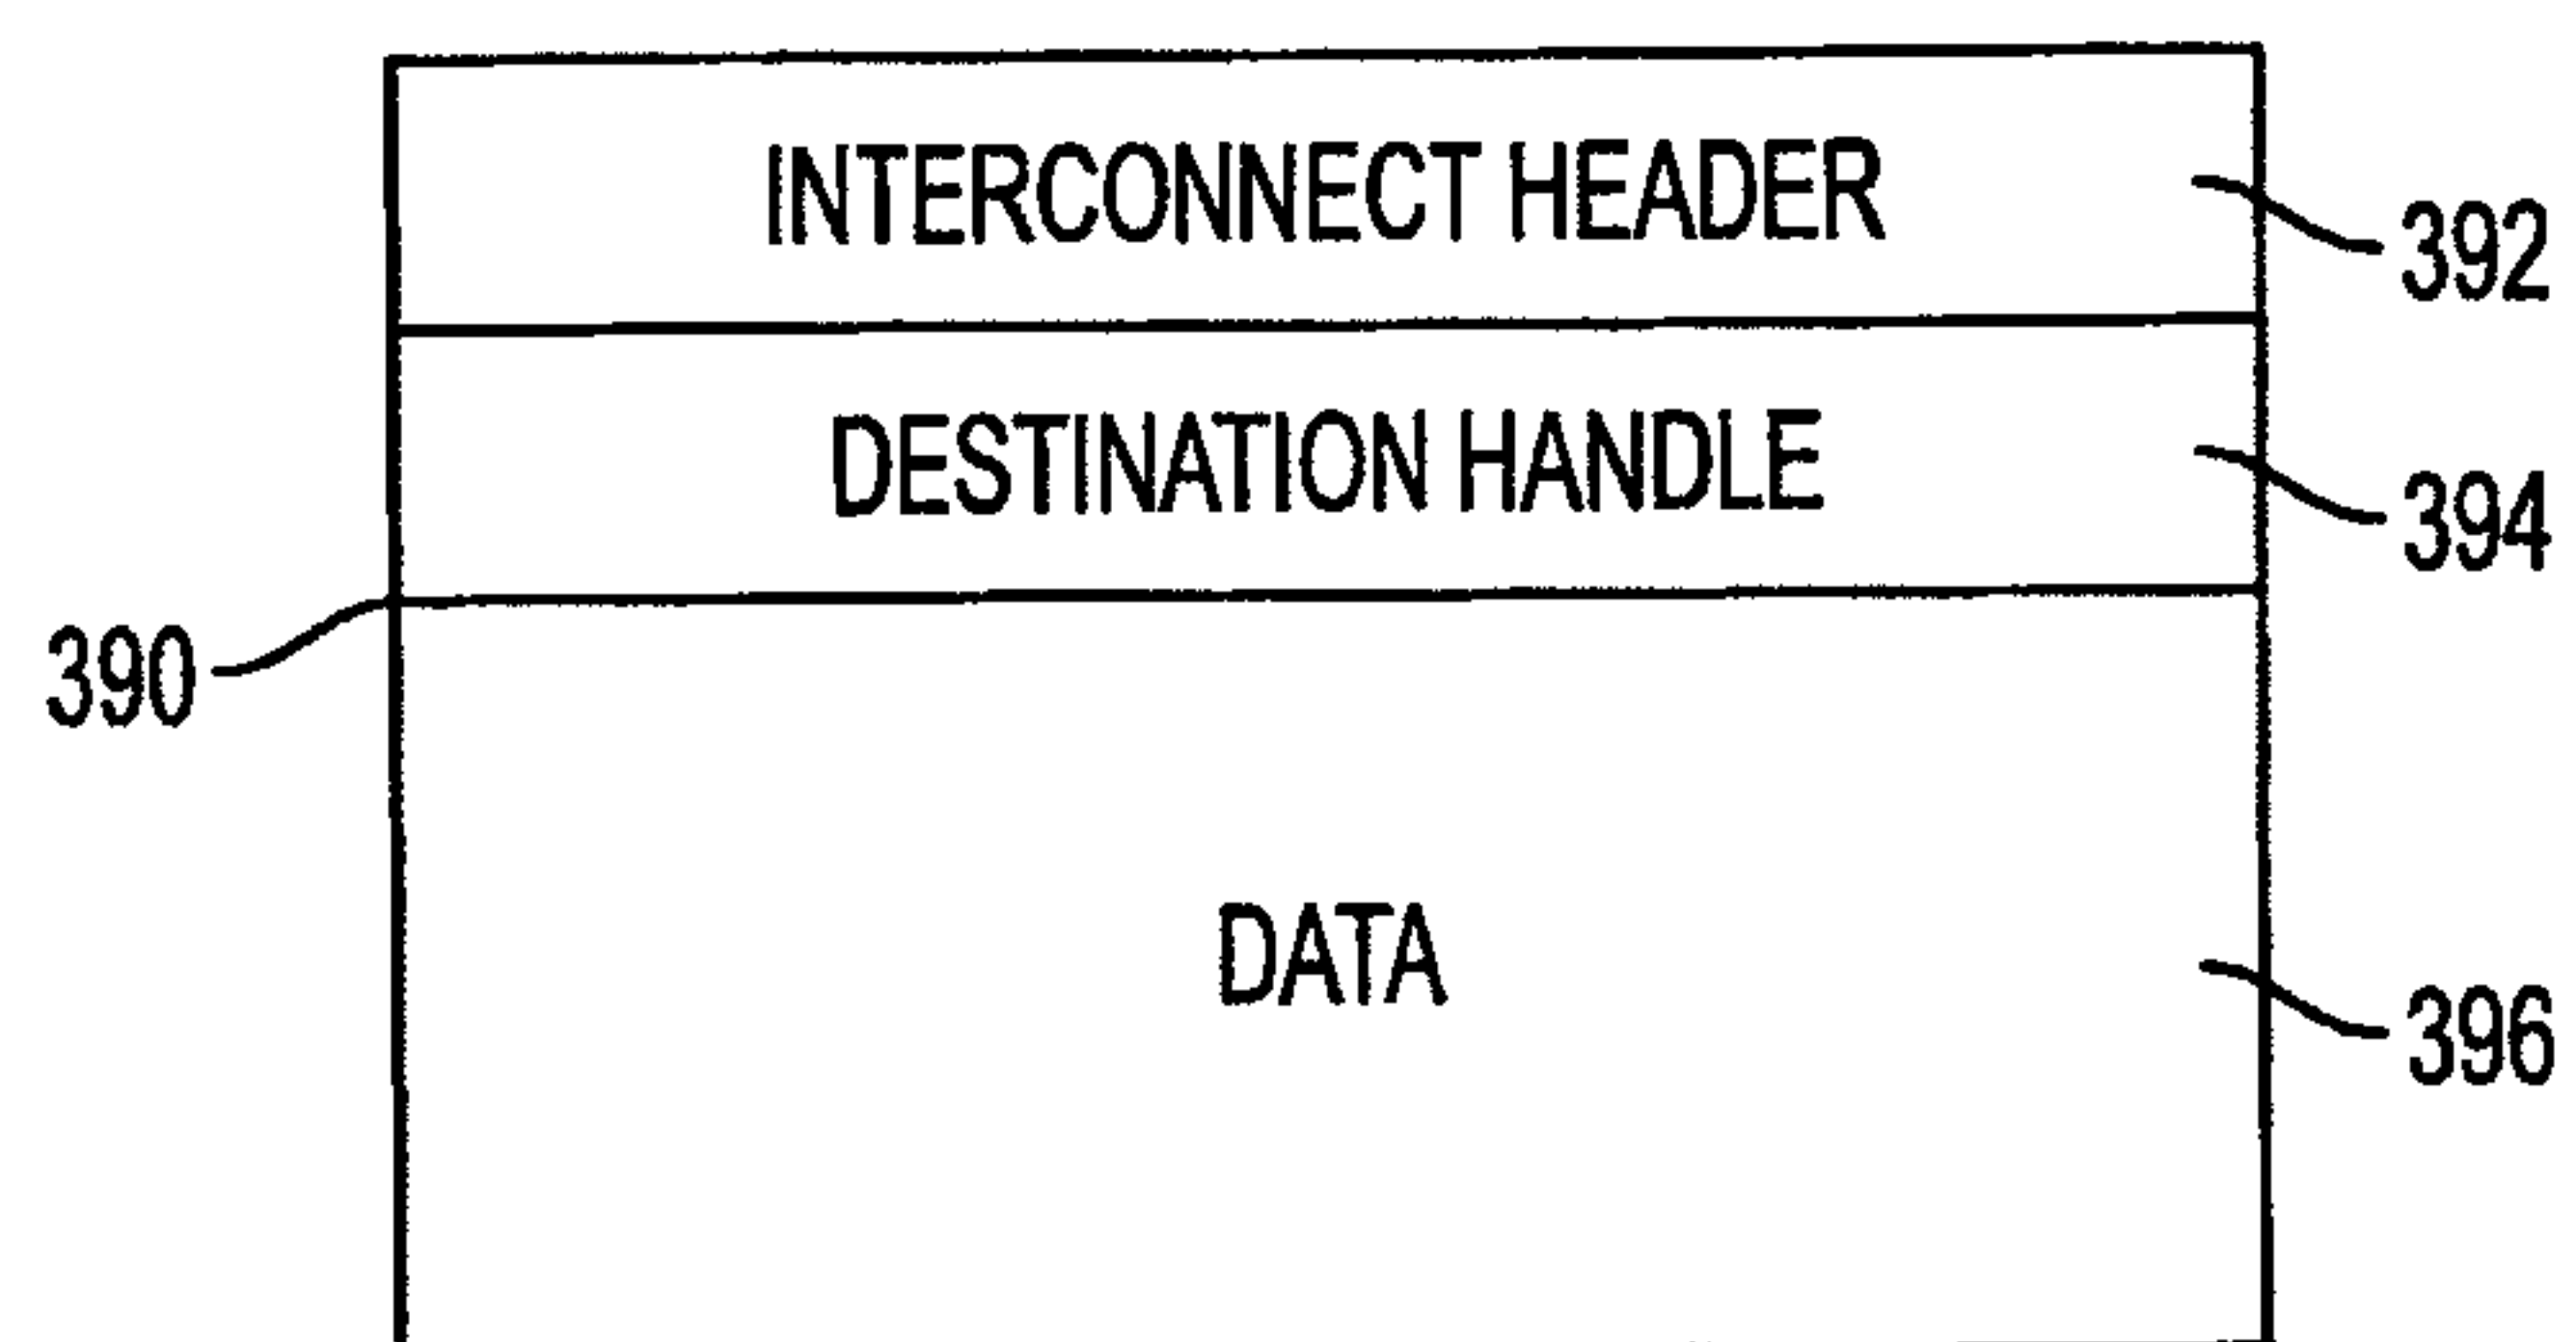 INTERCONNECT HEADER
392
DESTINATION HANDLE
394
390
DATA
396